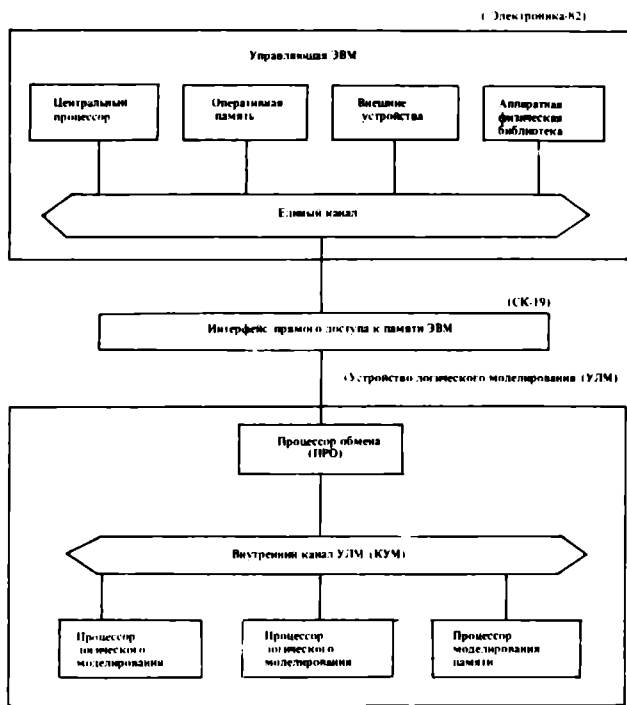 ( Электроника-82)
Управляющая ЭВМ
Центральный
процессор
Оперативная
память
Внешние
устройства
Аппаратная
физическая
библиотека
Единый канал
(СК-19)
Интерфейс прямого доступа к памяти ЭВМ
(Устройство логического моделирования (УЛМ)
Процессор обмена
(ПРО)
Внутренний канал УЛМ (КУМ)
Процессор
логического
моделирования
Процессор
логического
моделирования
Процессор
моделирования
памяти